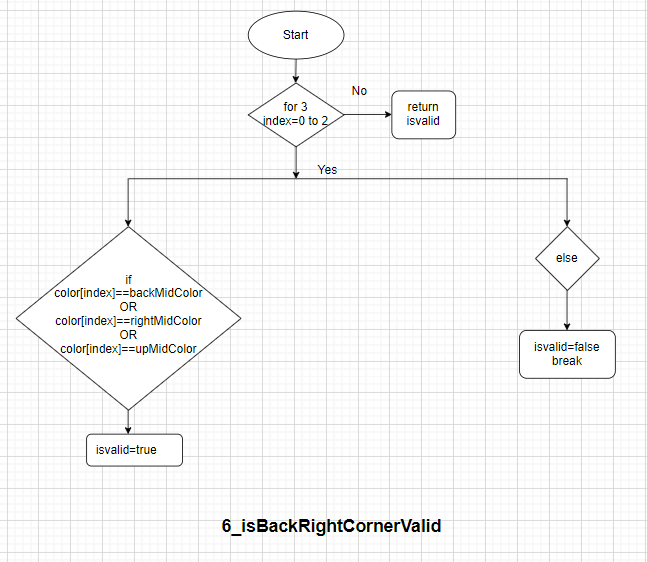 Start
for 3
index=0 to 2
No
return
isvalid
Yes
if
color[index]==backMidColor
OR
color[index]==rightMidColor
OR
color[index]==upMidColor
else
isvalid=false
break
isvalid=true
6_isBackRightCornerValid